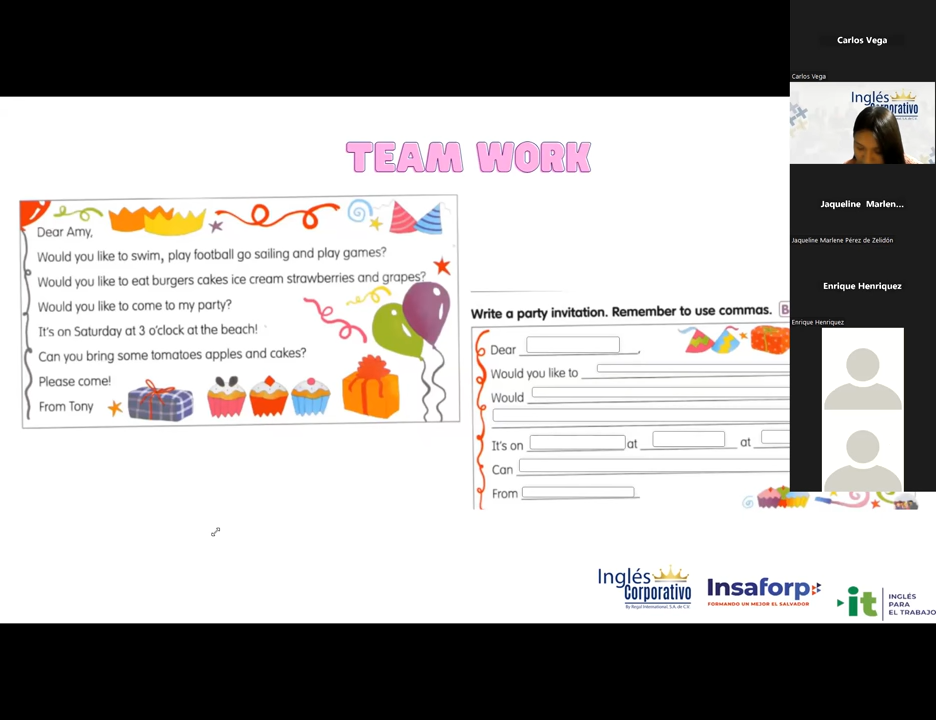 Carlos Vega
Carlos Vega
Inglés
Corporativo
Jaqueline Marlen...
Jaqueline Marlene Pérez de Zelidón
Enrique Henriquez
Enrique Henriquez
TEAM WORK
Dear Amy,
Would you like to swim, play football go sailing and play games?
Would you like to eat burgers cakes ice cream strawberries and grapes?
Would you like to come to my party?
It's on Saturday at 3 o'clock at the beach!
Can you bring some tomatoes apples and cakes?
Please come!
From Tony
Write a party invitation. Remember to use commas.
Dear ,
Would you like to
Would
It's on at at
Can
From
Inglés
Corporativo
By Regal International, S.A. de C.V.
Insaforp
FORMANDO UN MEJOR EL SALVADOR
it
INGLÉS
PARA
EL TRABAJO